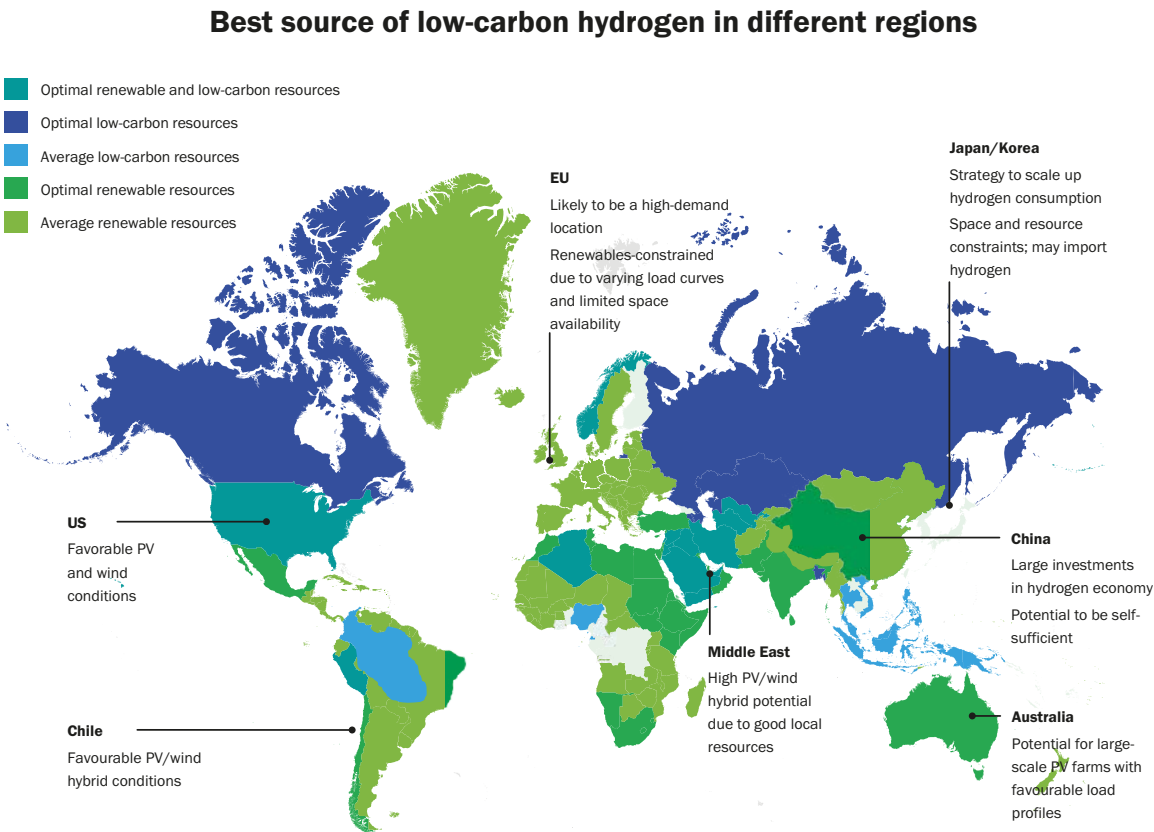 Best source of low-carbon hydrogen in different regions
Optimal renewable and low-carbon resources
Optimal low-carbon resources
Average low-carbon resources
Optimal renewable resources
Average renewable resources
EU
Likely to be a high-demand
location
Renewables-constrained
due to varying load curves
and limited space
availability
Japan/Korea
Strategy to scale up
hydrogen consumption
Space and resource
constraints; may import
hydrogen
US
Favorable PV
and wind
conditions
China
Large investments
in hydrogen economy
Potential to be self-
sufficient
Middle East
High PV/wind
hybrid potential
due to good local
resources
Chile
Favourable PV/wind
hybrid conditions
Australia
Potential for large-
scale PV farms with
favourable load
profiles